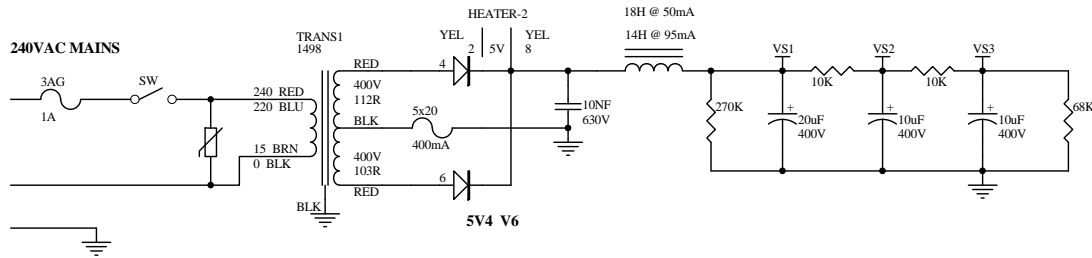 18H @ 50mA
14H @ 95mA
HEATER-2
YEL 2 5V YEL 8
240VAC MAINS
TRANS1
1498
VS1
VS2
VS3
3AG
1A
SW
RED
4
400V
112R
240 RED
220 BLU
BLK
5x20
400mA
10NF
630V
10K
10K
270K
20uF
400V
10uF
400V
10uF
400V
68K
15 BRN
0 BLK
400V
103R
RED
6
BLK
5V4 V6
+
+
+